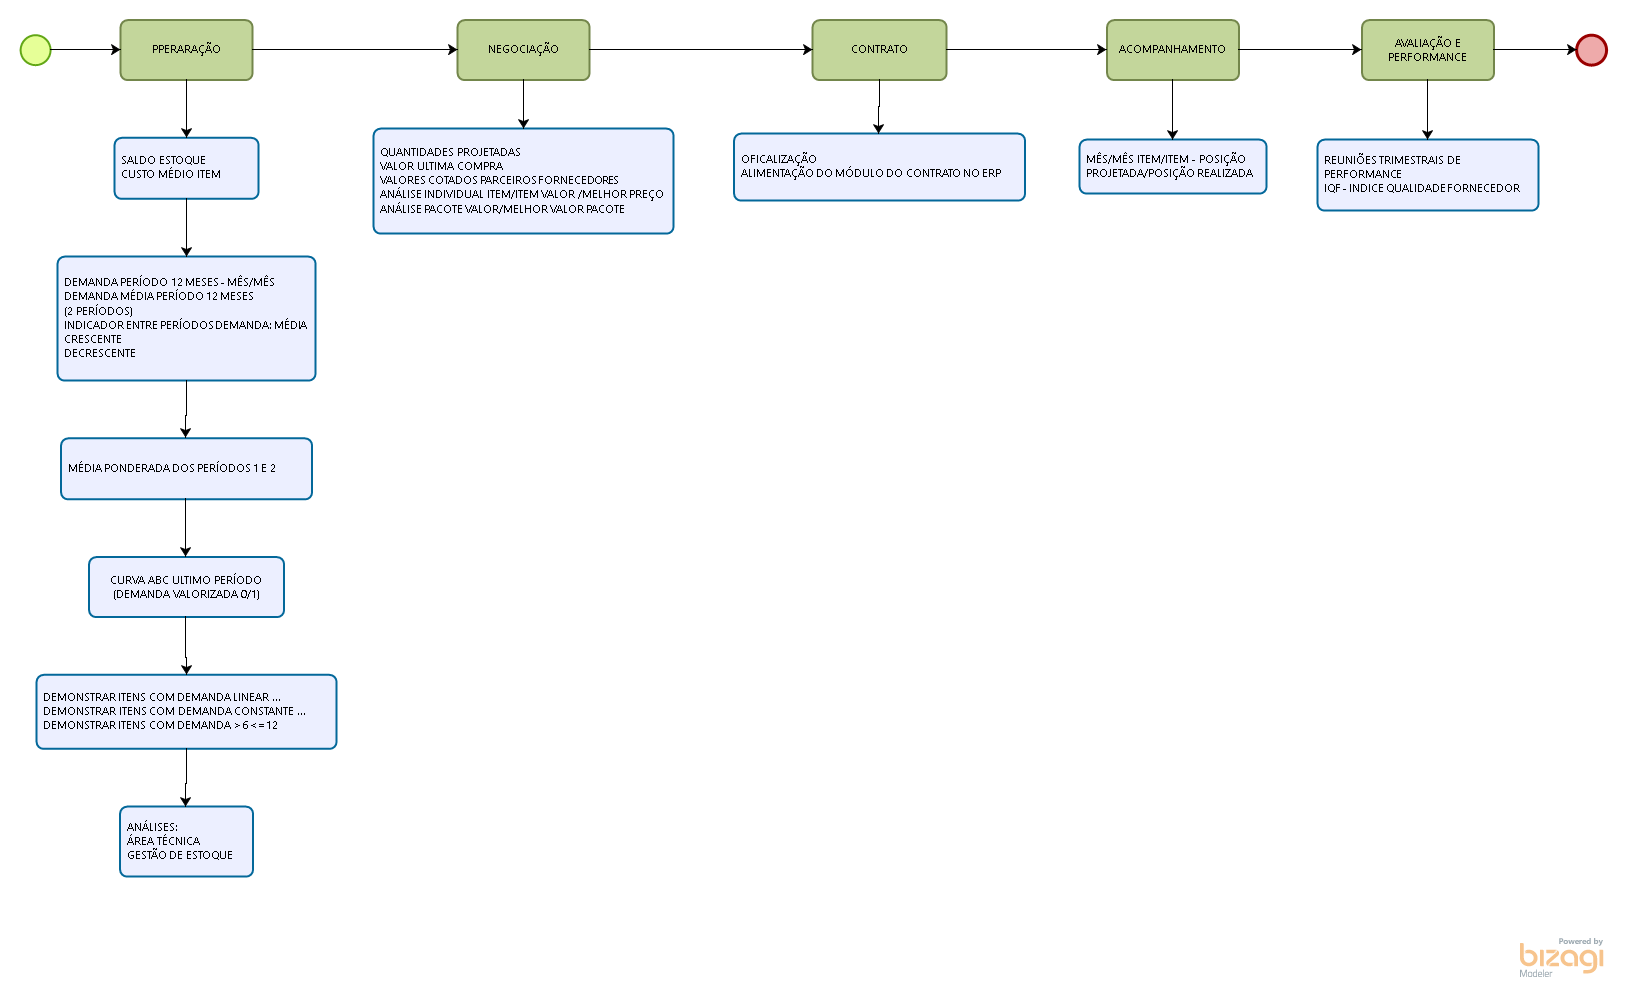 PPERARAÇÃO
NEGOCIAÇÃO
CONTRATO
ACOMPANHAMENTO
AVALIAÇÃO E
PERFORMANCE
SALDO ESTOQUE
CUSTO MÉDIO ITEM
DEMANDA PERÍODO 12 MESES - MÊS/MÊS
DEMANDA MÉDIA PERÍODO 12 MESES
(2 PERÍODOS)
INDICADOR ENTRE PERÍODOS DEMANDA: MÉDIA
CRESCENTE
DECRESCENTE
MÉDIA PONDERADA DOS PERÍODOS 1 E 2
CURVA ABC ULTIMO PERÍODO
(DEMANDA VALORIZADA 0/1)
DEMONSTRAR ITENS COM DEMANDA LINEAR ...
DEMONSTRAR ITENS COM DEMANDA CONSTANTE ...
DEMONSTRAR ITENS COM DEMANDA > 6 <= 12
ANÁLISES:
ÁREA TÉCNICA
GESTÃO DE ESTOQUE
QUANTIDADES PROJETADAS
VALOR ULTIMA COMPRA
VALORES COTADOS PARCEIROS FORNECEDORES
ANÁLISE INDIVIDUAL ITEM/ITEM VALOR /MELHOR PREÇO
ANÁLISE PACOTE VALOR/MELHOR VALOR PACOTE
OFICALIZAÇÃO
ALIMENTAÇÃO DO MÓDULO DO CONTRATO NO ERP
MÊS/MÊS ITEM/ITEM - POSIÇÃO
PROJETADA/POSIÇÃO REALIZADA
REUNIÕES TRIMESTRAIS DE
PERFORMANCE
IQF - INDICE QUALIDADE FORNECEDOR
Powered by
bizagi
Modeler